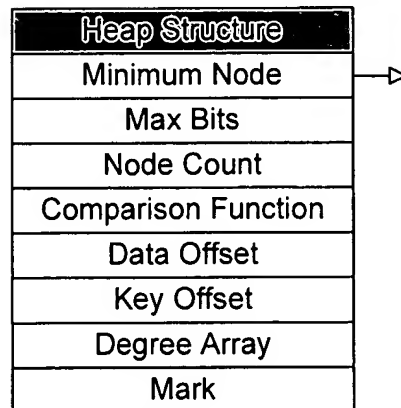 Heap Structure
Minimum Node
Max Bits
Node Count
Comparison Function
Data Offset
Key Offset
Degree Array
Mark